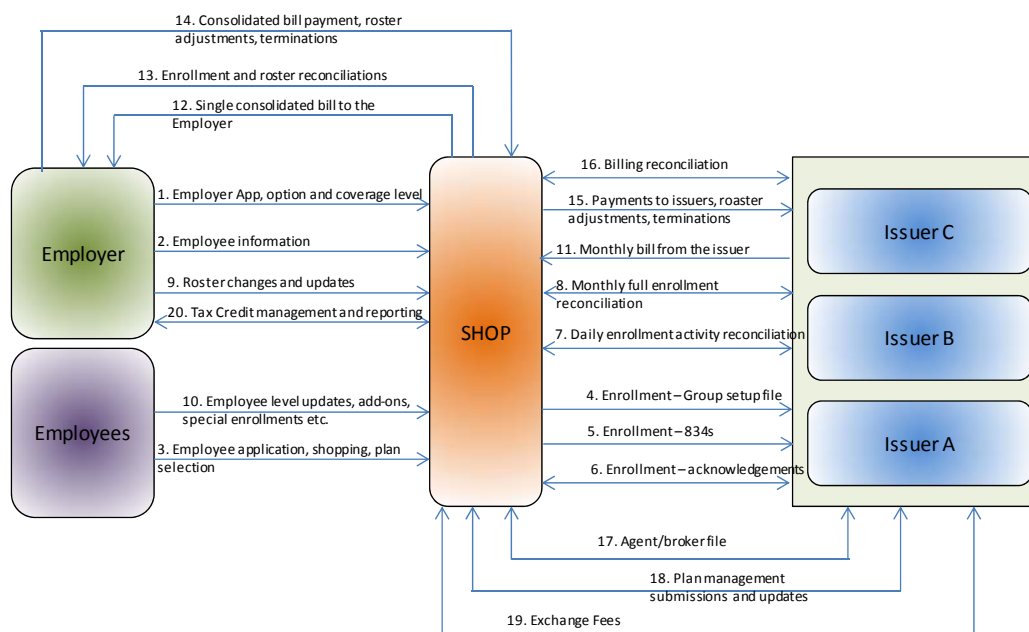 14. Consolidated bill payment, roster
adjustments, terminations
13. Enrollment and roster reconciliations
12. Single consolidated bill to the
Employer
Employer
1. Employer App, option and coverage level
2. Employee information
9. Roster changes and updates
20. Tax Credit management and reporting
Employees
10. Employee level updates, add-ons,
special enrollments etc.
3. Employee application, shopping, plan
selection
SHOP
16. Billing reconciliation
15. Payments to issuers, roaster
adjustments, terminations
11. Monthly bill from the issuer
8. Monthly full enrollment
reconciliation
7. Daily enrollment activity reconciliation
4. Enrollment – Group setup file
5. Enrollment – 834s
6. Enrollment – acknowledgements
Issuer C
Issuer B
Issuer A
17. Agent/broker file
18. Plan management
submissions and updates
19. Exchange Fees